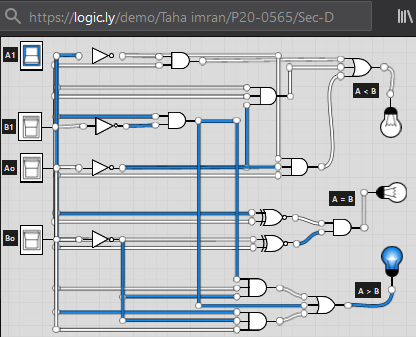 https://logic.ly/demo/Taha imran/P20-0565/Sec-D
A1
A < B
B1
Ao
A = B
Bo
A > B